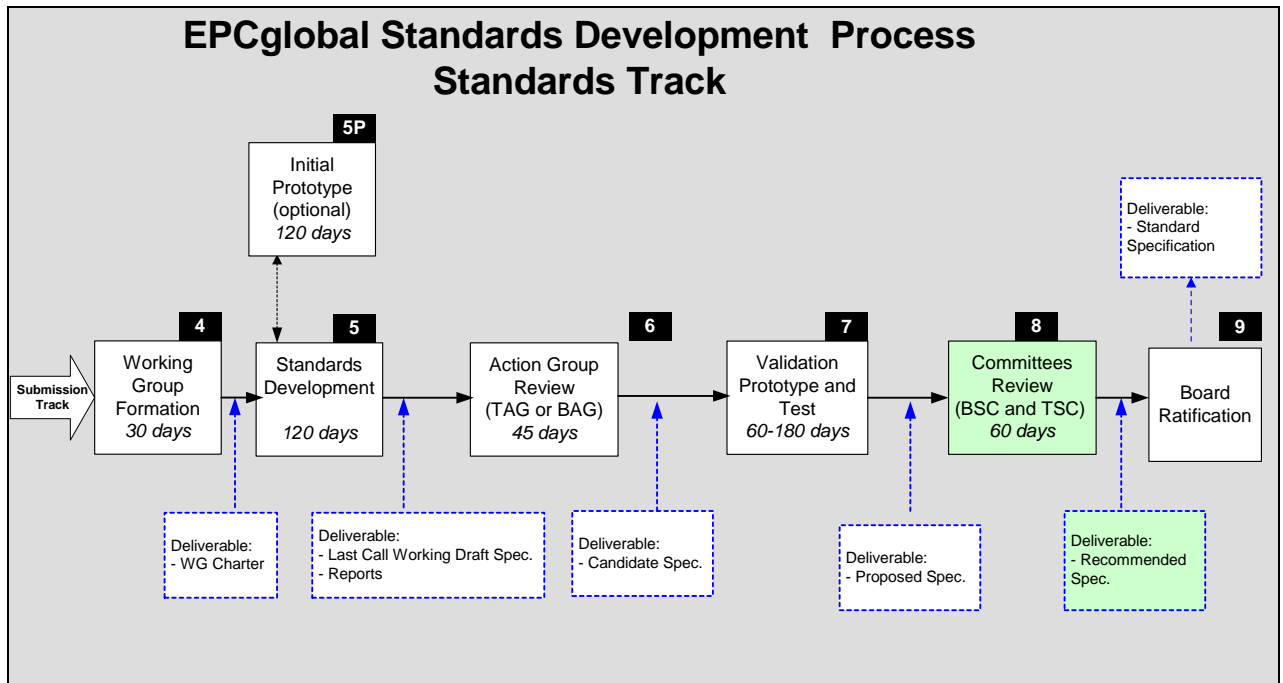 EPCglobal Standards Development Process
Standards Track
5P
Initial
Prototype
(optional)
120 days
Deliverable:
- Standard
Specification
Submission
Track
4
Working
Group
Formation
30 days
5
Standards
Development
120 days
6
Action Group
Review
(TAG or BAG)
45 days
7
Validation
Prototype and
Test
60-180 days
8
Committees
Review
(BSC and TSC)
60 days
9
Board
Ratification
Deliverable:
- WG Charter
Deliverable:
- Last Call Working Draft Spec.
- Reports
Deliverable:
- Candidate Spec.
Deliverable:
- Proposed Spec.
Deliverable:
- Recommended
Spec.